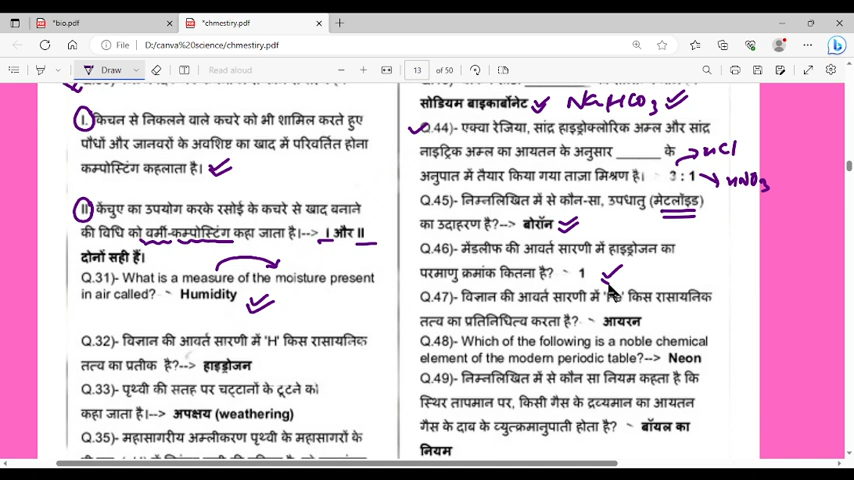 *bio.pdf
*chmestiry.pdf
File
D:/canva%20science/chmestiry.pdf
Draw
Read aloud
13
of 50
I. किचन से निकलने वाले कचरे को भी शामिल करते हुए
पौधों और जानवरों के अवशिष्ट का खाद में परिवर्तित होना
कम्पोस्टिंग कहलाता है।
II केंचुए का उपयोग करके रसोई के कचरे से खाद बनाने
की विधि को वर्मी-कम्पोस्टिंग कहा जाता है।--> I और II
दोनों सही हैं।
Q.31)- What is a measure of the moisture present
in air called? ~ Humidity
Q.32)- विज्ञान की आवर्त सारणी में 'H' किस रासायनिक
तत्व का प्रतीक है?--> हाइड्रोजन
Q.33)- पृथ्वी की सतह पर चट्टानों के टूटने को
कहा जाता है।--> अपक्षय (weathering)
Q.35)- महासागरीय अम्लीकरण पृथ्वी के महासागरों के
सोडियम बाइकार्बोनेट NaHCO3
Q.44)- एक्वा रेजिया, सांद्र हाइड्रोक्लोरिक अम्ल और सांद्र
नाइट्रिक अम्ल का आयतन के अनुसार ______ के HCl
अनुपात में तैयार किया गया ताजा मिश्रण है। ~ 3 : 1 HNO3
Q.45)- निम्नलिखित में से कौन-सा, उपधातु (मेटलॉइड)
का उदाहरण है?--> बोरॉन
Q.46)- मेंडलीफ की आवर्त सारणी में हाइड्रोजन का
परमाणु क्रमांक कितना है? ~ 1
Q.47)- विज्ञान की आवर्त सारणी में किस रासायनिक
तत्व का प्रतिनिधित्व करता है? ~ आयरन
Q.48)- Which of the following is a noble chemical
element of the modern periodic table?--> Neon
Q.49)- निम्नलिखित में से कौन सा नियम कहता है कि
स्थिर तापमान पर, किसी गैस के द्रव्यमान का आयतन
गैस के दाब के व्युत्क्रमानुपाती होता है? ~ बॉयल का
नियम